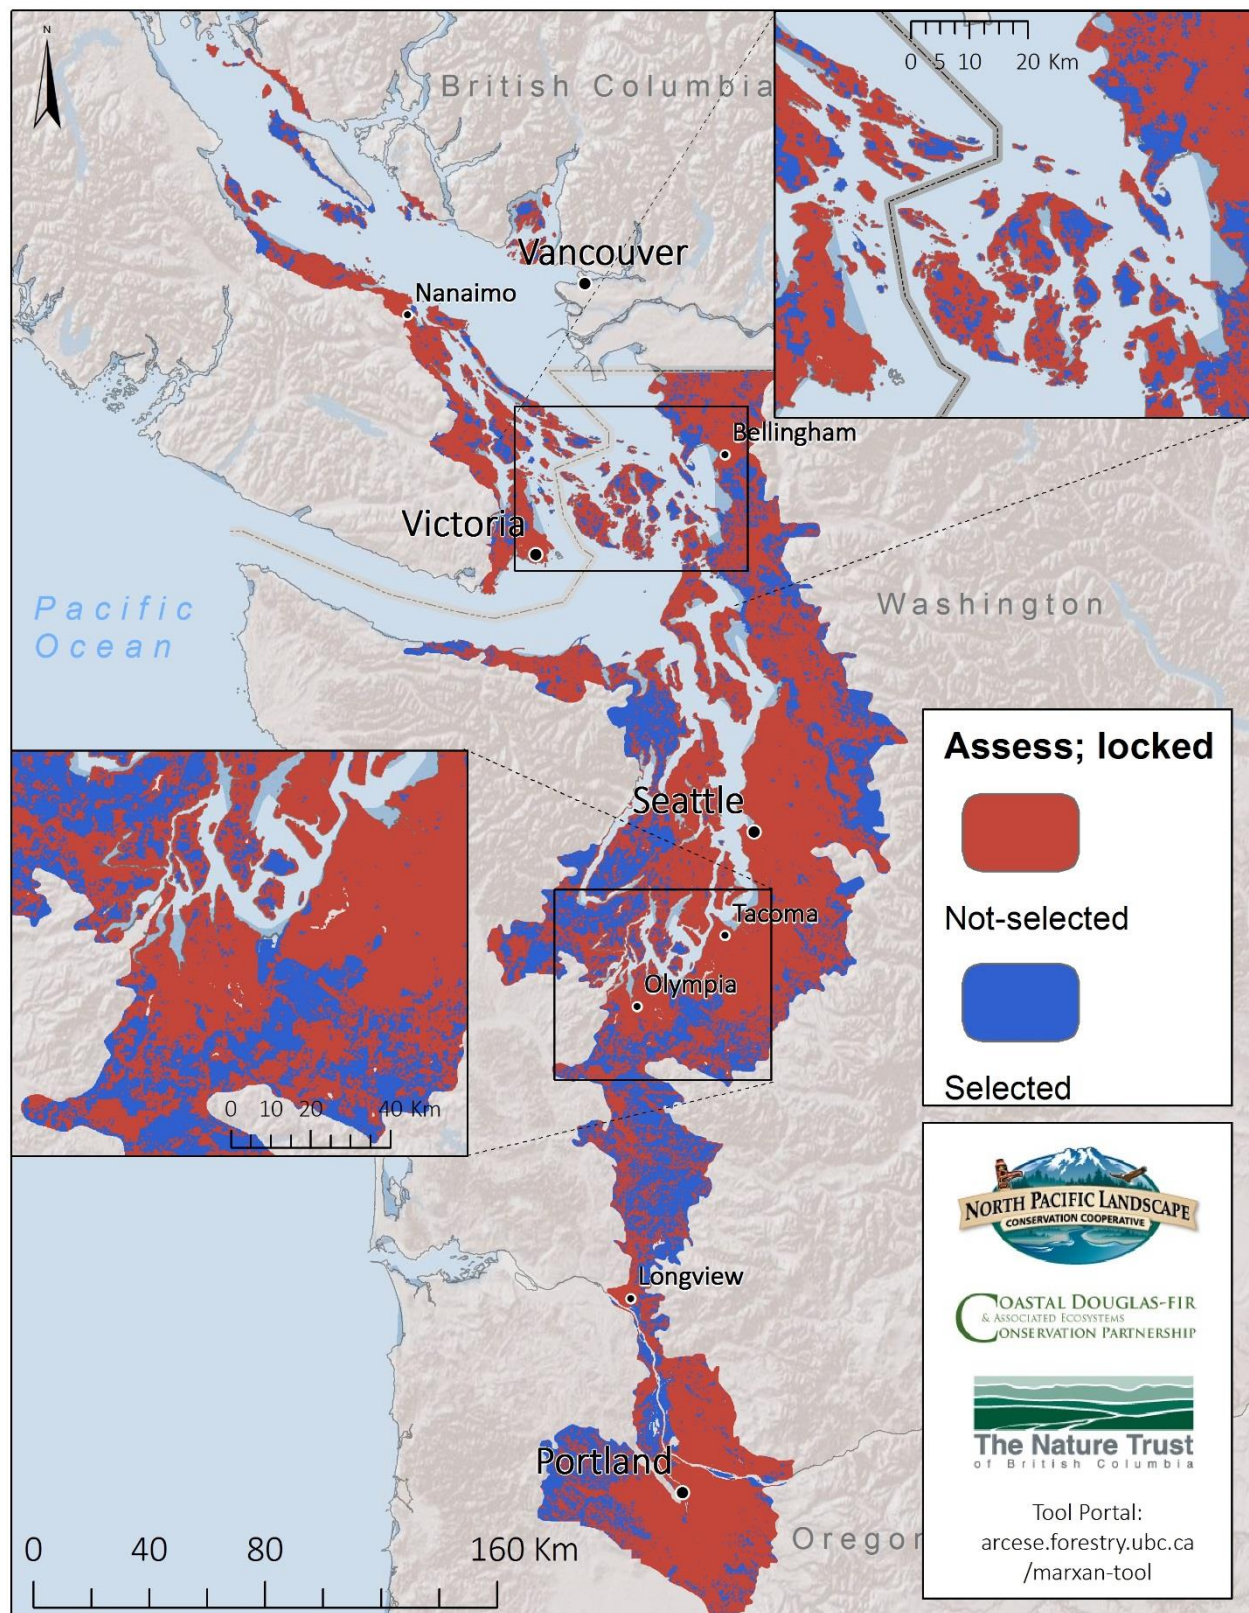 N
British Columbia
0 5 10 20 Km
Vancouver
Nanaimo
Bellingham
Victoria
Pacific
Ocean
Washington
Assess; locked
Not-selected
Selected
Seattle
Tacoma
Olympia
0 10 20 40 Km
Longview
Portland
Oregon
0 40 80 160 Km
NORTH PACIFIC LANDSCAPE
CONSERVATION COOPERATIVE
COASTAL DOUGLAS-FIR
& ASSOCIATED ECOSYSTEMS
CONSERVATION PARTNERSHIP
The Nature Trust
of British Columbia
Tool Portal:
arcese.forestry.ubc.ca
/marxan-tool